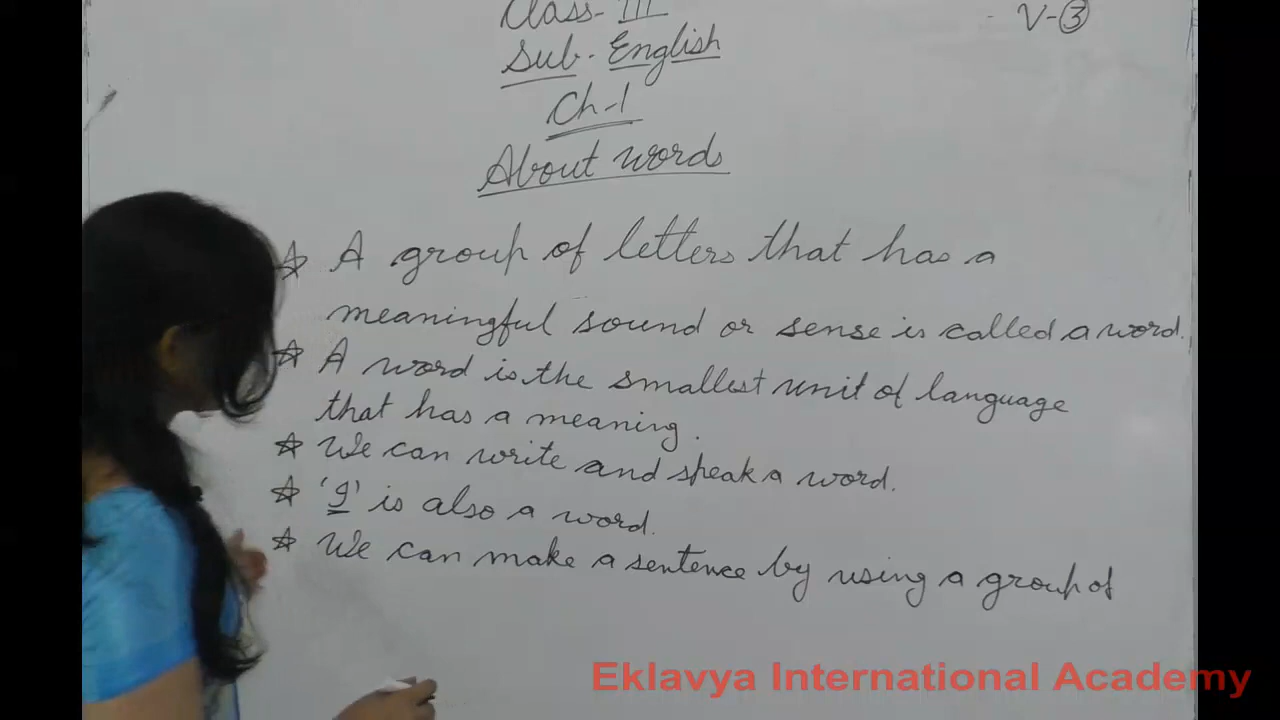 Class-III
V-③
Sub. English
Ch-1
About words
☆ A group of letters that has a
meaningful sound or sense is called a word.
☆ A word is the smallest unit of language
that has a meaning.
☆ We can write and speak a word.
☆ 'I' is also a word.
☆ We can make a sentence by using a group of
Eklavya International Academy